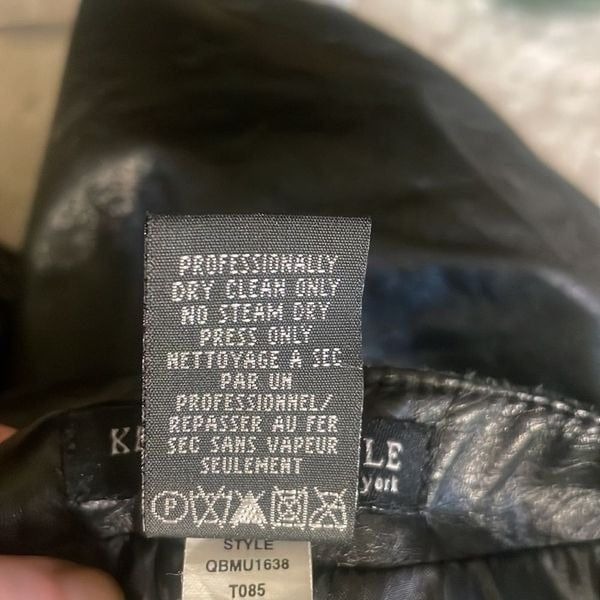 PROFESSIONALLY
DRY CLEAN ONLY
NO STEAM DRY
PRESS ONLY
NETTOYAGE A SEC
PAR UN
PROFESSIONNEL/
REPASSER AU FER
SEC SANS VAPEUR
SEULEMENT
P
STYLE
QBMU1638
T085